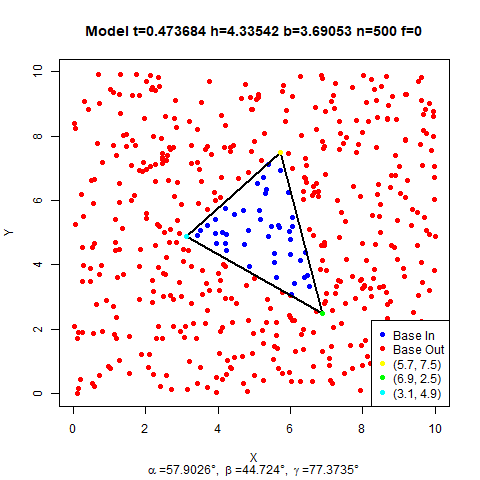 Model t=0.473684 h=4.33542 b=3.69053 n=500 f=0
10
8
6
4
2
0
Y
Base In
Base Out
(5.7, 7.5)
(6.9, 2.5)
(3.1, 4.9)
0 2 4 6 8 10
X
α=57.9026°, β=44.724°, γ=77.3735°